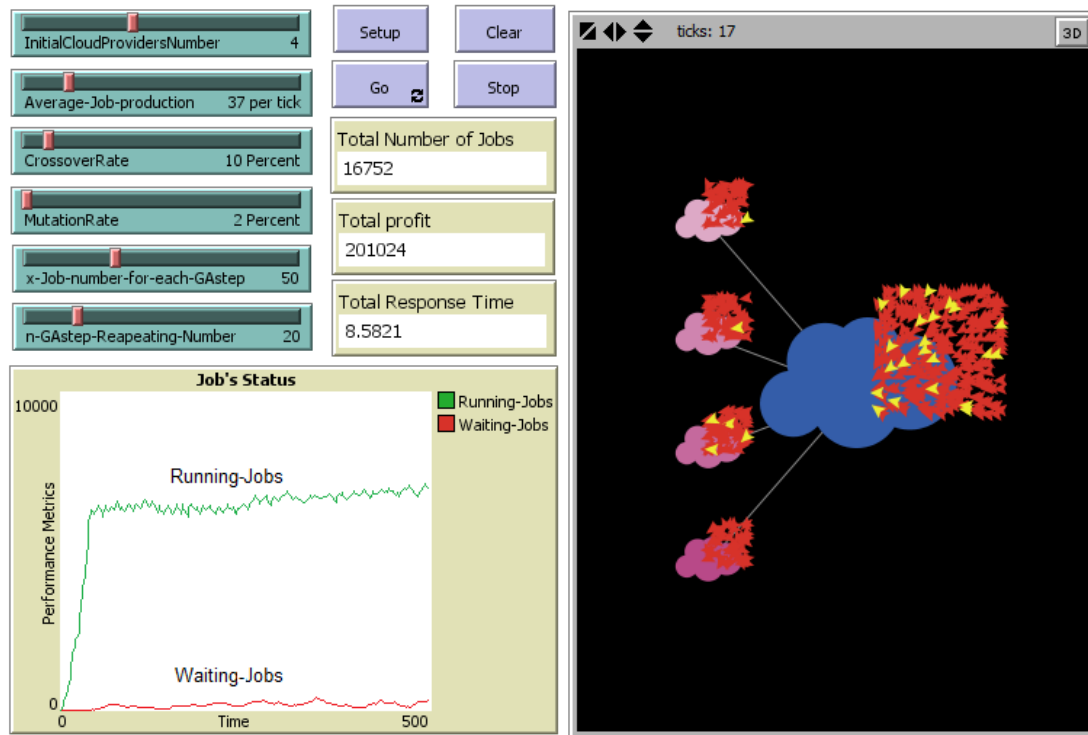 InitialCloudProvidersNumber 4
Average-Job-production 37 per tick
CrossoverRate 10 Percent
MutationRate 2 Percent
x-Job-number-for-each-GAstep 50
n-GAstep-Reapeating-Number 20
Setup
Clear
Go
Stop
Total Number of Jobs
16752
Total profit
201024
Total Response Time
8.5821
Job's Status
10000
Performance Metrics
0
0
Time
500
Running-Jobs
Waiting-Jobs
Running-Jobs
Waiting-Jobs
ticks: 17
3D